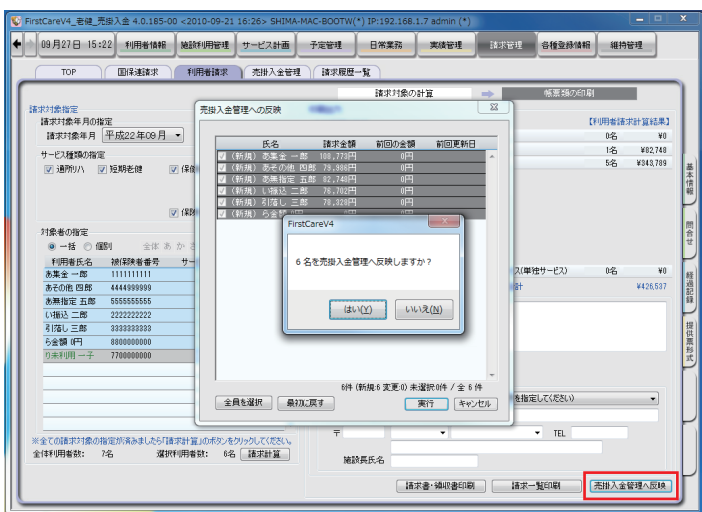 FirstCareV4_老健_売掛入金 4.0.185-00 <2010-09-21 16:26> SHIMA-MAC-BOOTW(*) IP:192.168.1.7 admin (*)
09月27日 15:22 利用者情報 施設利用管理 サービス計画 予定管理 日常業務 実績管理 請求管理 各種登録情報 維持管理
TOP 国保連請求 利用者請求 売掛入金管理 請求履歴一覧
請求対象の計算 帳票類の印刷
請求対象指定
請求対象年月の指定
請求対象年月 平成22年09月
サービス種類の指定
通所リハ 短期老健
対象者の指定
一括 個別 全体 あ か
利用者氏名 被保険者番号
あ集金 一郎 1111111111
あその他 四郎 4444999999
あ無指定 五郎 5555555555
い振込 二郎 2222222222
引落し 三郎 3333333333
ら金額 0円 8800000000
り未利用 一子 7700000000
※全ての請求対象の指定が済みましたら「請求計算」のボタンをクリックしてください。
全体利用者数: 7名 選択利用者数: 6名 請求計算
売掛入金管理への反映
氏名 請求金額 前回の金額 前回更新日
(新規) あ集金 一郎 108,773円 0円
(新規) あその他 四郎 79,986円 0円
(新規) あ無指定 五郎 82,748円 0円
(新規) い振込 二郎 76,702円 0円
(新規) 引落し 三郎 78,328円 0円
(新規) ら金額 0円
FirstCareV4
6 名を売掛入金管理へ反映しますか?
はい(Y) いいえ(N)
6件 (新規:6 変更:0) 未選択 0件 / 全 6 件
全員を選択 最初に戻す 実行 キャンセル
【利用者請求計算結果】
0名 ¥0
1名 ¥82,748
5名 ¥343,789
ス(単独サービス) 0名 ¥0
計 ¥426,537
を指定してください)
〒 TEL
施設長氏名
請求書・領収書印刷 請求一覧印刷 売掛入金管理へ反映
基本情報
問合せ
経過記録
提供票形式